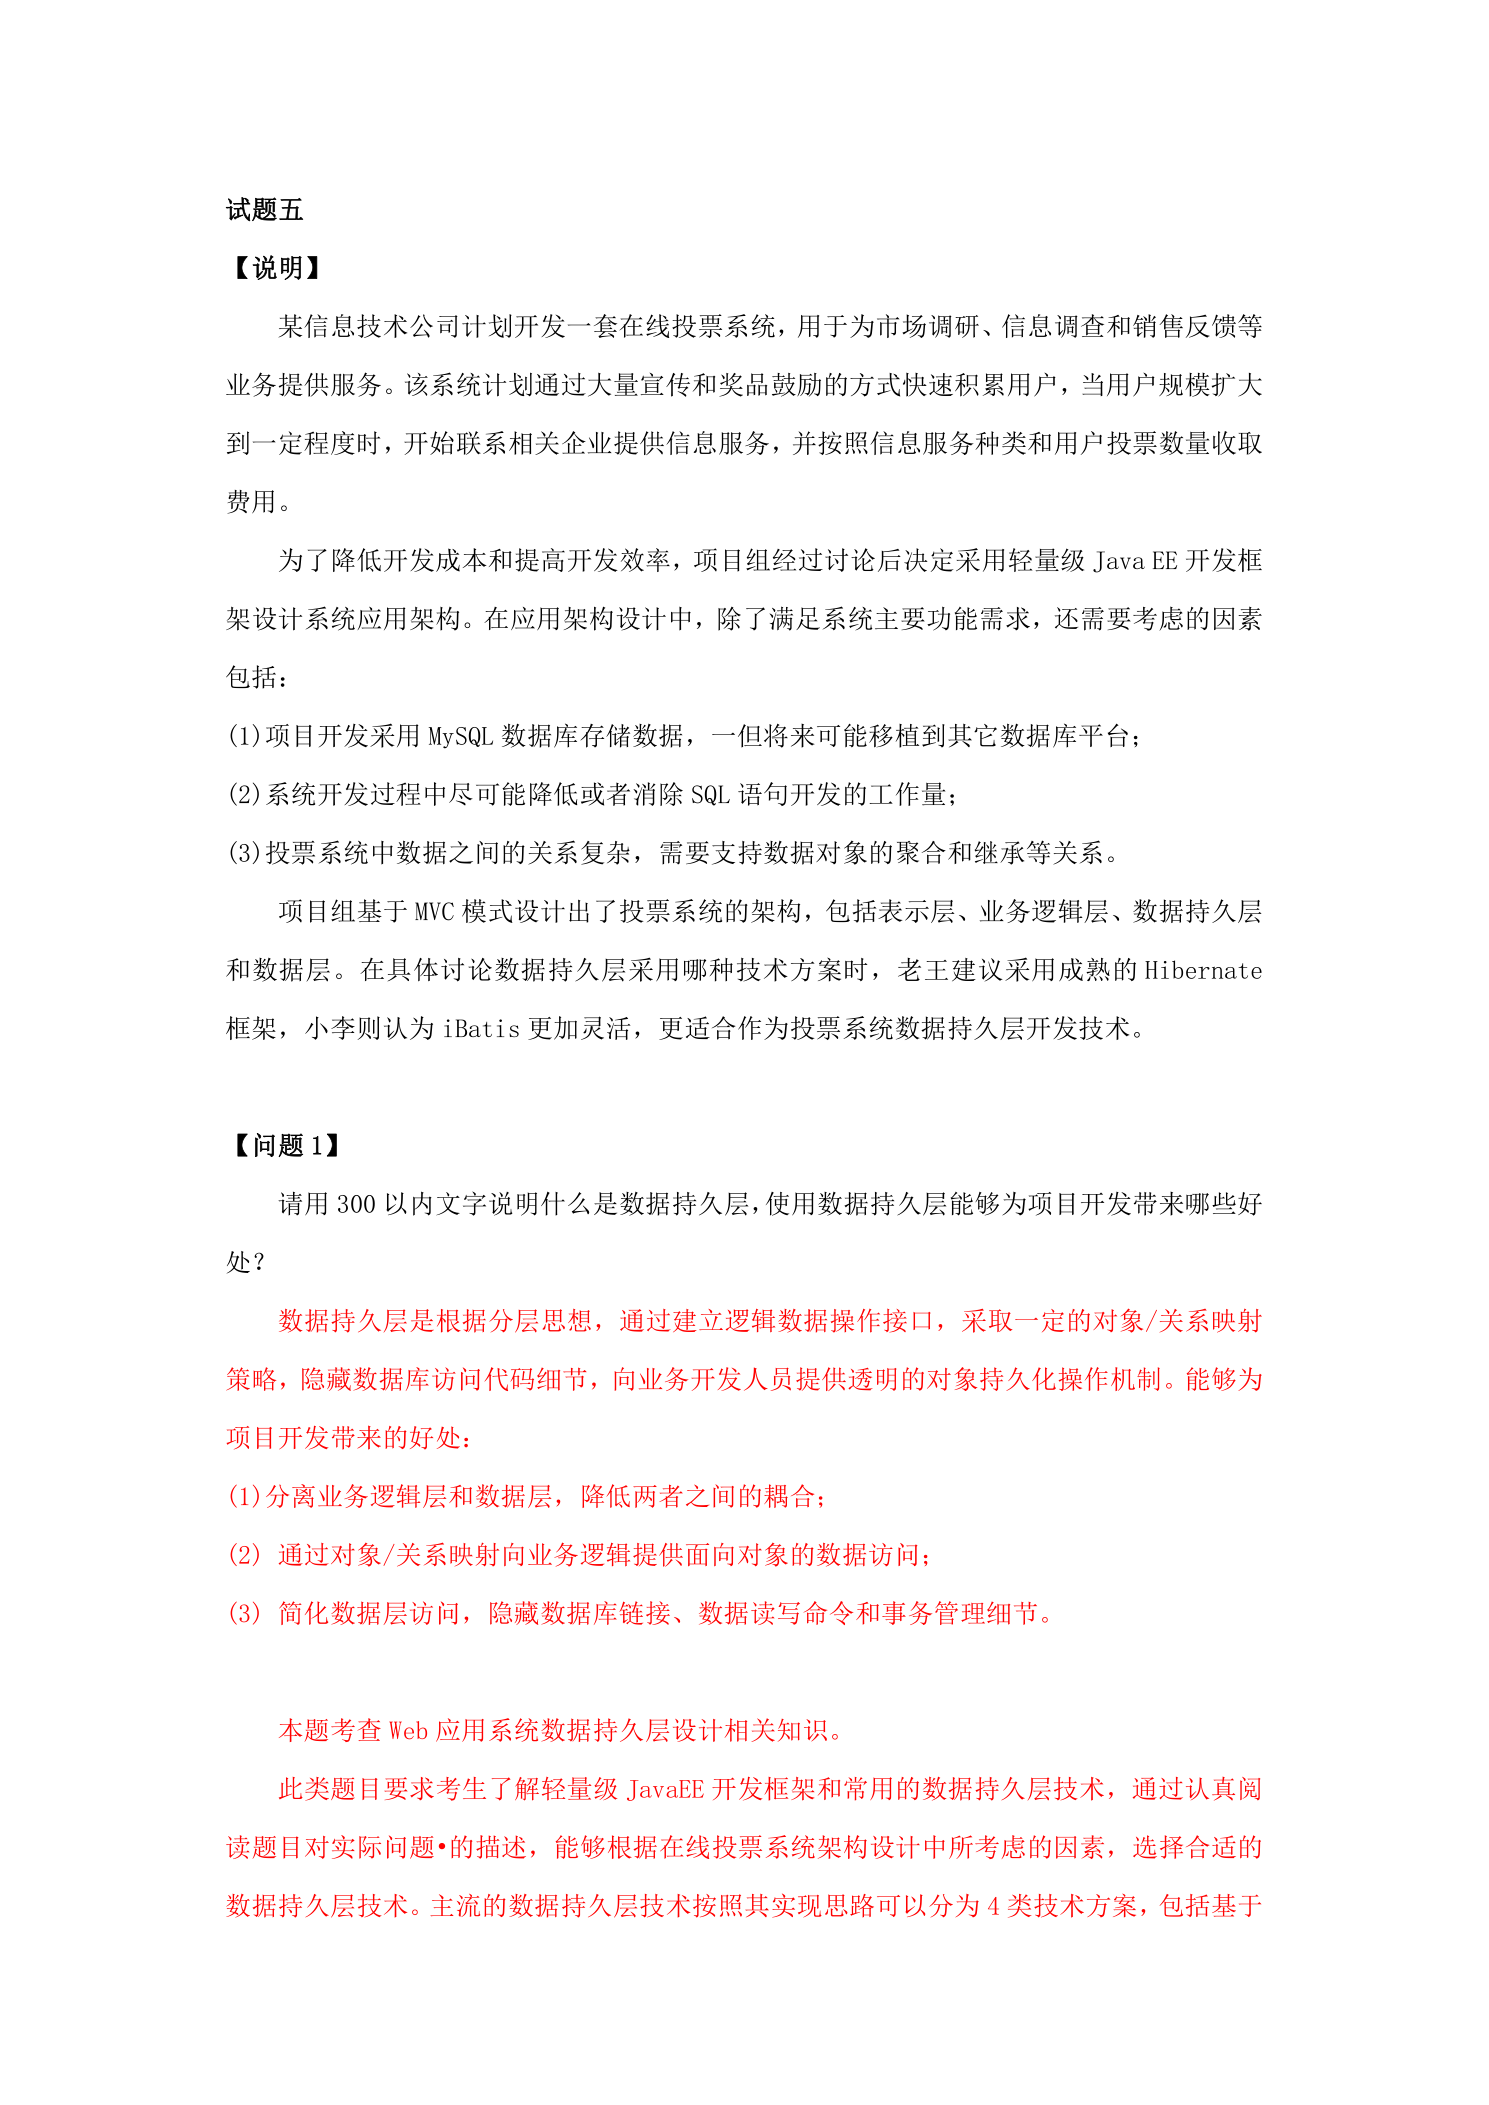 试题五
【说明】
某信息技术公司计划开发一套在线投票系统，用于为市场调研、信息调查和销售反馈等
业务提供服务。该系统计划通过大量宣传和奖品鼓励的方式快速积累用户，当用户规模扩大
到一定程度时，开始联系相关企业提供信息服务，并按照信息服务种类和用户投票数量收取
费用。
为了降低开发成本和提高开发效率，项目组经过讨论后决定采用轻量级 Java EE 开发框
架设计系统应用架构。在应用架构设计中，除了满足系统主要功能需求，还需要考虑的因素
包括：
(1)项目开发采用 MySQL 数据库存储数据，一但将来可能移植到其它数据库平台；
(2)系统开发过程中尽可能降低或者消除 SQL 语句开发的工作量；
(3)投票系统中数据之间的关系复杂，需要支持数据对象的聚合和继承等关系。
项目组基于 MVC 模式设计出了投票系统的架构，包括表示层、业务逻辑层、数据持久层
和数据层。在具体讨论数据持久层采用哪种技术方案时，老王建议采用成熟的 Hibernate
框架，小李则认为 iBatis 更加灵活，更适合作为投票系统数据持久层开发技术。
【问题 1】
请用 300 以内文字说明什么是数据持久层，使用数据持久层能够为项目开发带来哪些好
处？
数据持久层是根据分层思想，通过建立逻辑数据操作接口，采取一定的对象/关系映射
策略，隐藏数据库访问代码细节，向业务开发人员提供透明的对象持久化操作机制。能够为
项目开发带来的好处：
(1)分离业务逻辑层和数据层，降低两者之间的耦合；
(2) 通过对象/关系映射向业务逻辑提供面向对象的数据访问；
(3) 简化数据层访问，隐藏数据库链接、数据读写命令和事务管理细节。
本题考查 Web 应用系统数据持久层设计相关知识。
此类题目要求考生了解轻量级 JavaEE 开发框架和常用的数据持久层技术，通过认真阅
读题目对实际问题•的描述，能够根据在线投票系统架构设计中所考虑的因素，选择合适的
数据持久层技术。主流的数据持久层技术按照其实现思路可以分为 4 类技术方案，包括基于